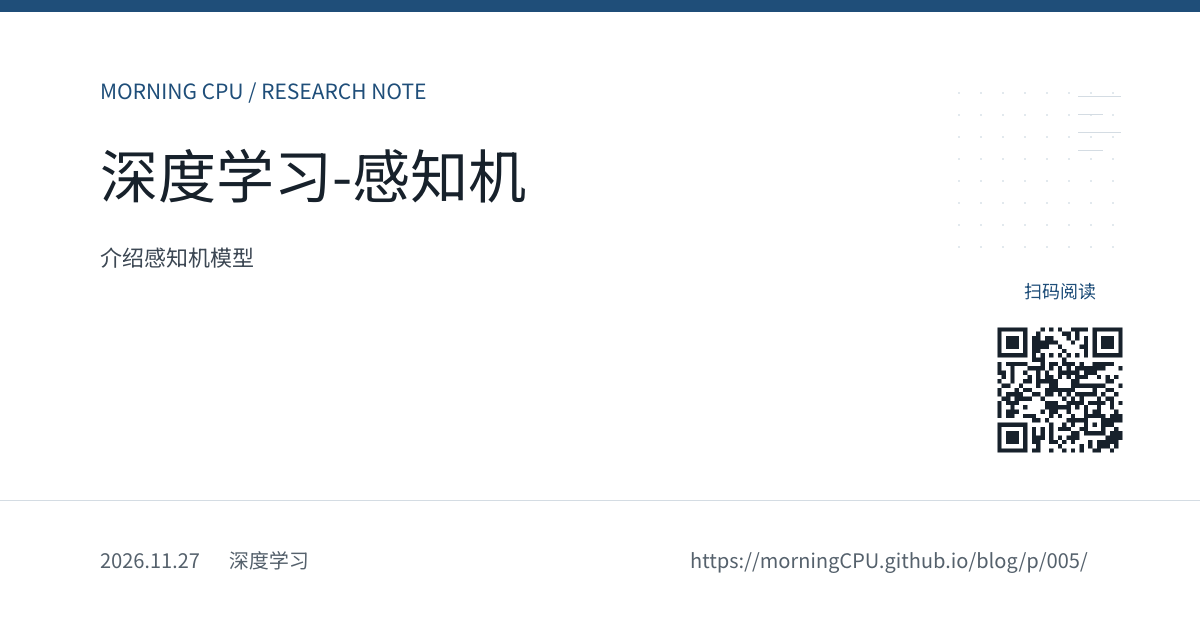 MORNING CPU / RESEARCH NOTE
深度学习-感知机
介绍感知机模型
扫码阅读
2026.11.27 深度学习
https://morningCPU.github.io/blog/p/005/